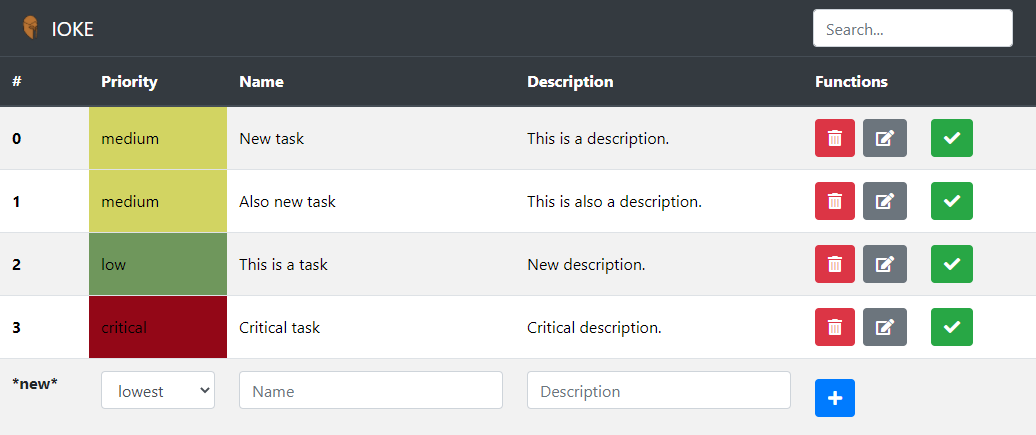 IOKE Search...
# Priority Name Description Functions
0 medium New task This is a description.
1 medium Also new task This is also a description.
2 low This is a task New description.
3 critical Critical task Critical description.
*new* lowest Name Description